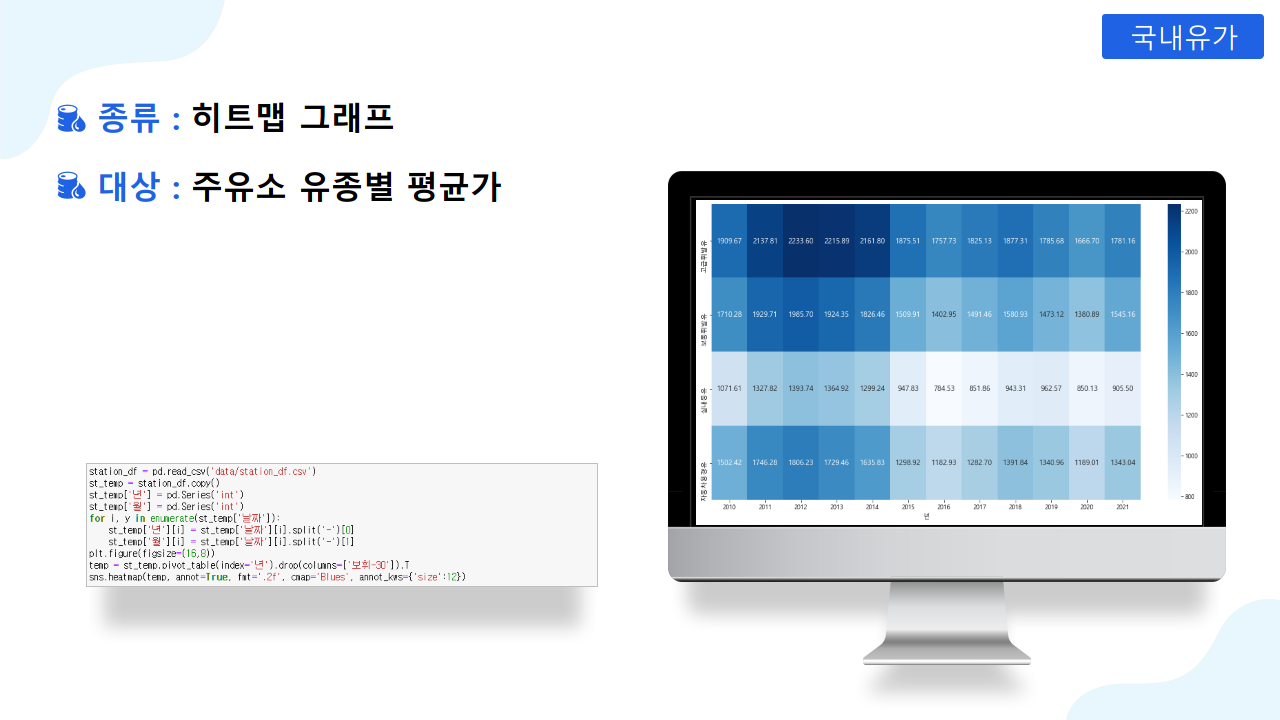 국내유가
종류 : 히트맵 그래프
대상 : 주유소 유종별 평균가
station_df = pd.read_csv('data/station_df.csv')
st_temp = station_df.copy()
st_temp['년'] = pd.Series('int')
st_temp['월'] = pd.Series('int')
for i, y in enumerate(st_temp['날짜']):
    st_temp['년'][i] = st_temp['날짜'][i].split('-')[0]
    st_temp['월'][i] = st_temp['날짜'][i].split('-')[1]
plt.figure(figsize=(16,8))
temp = st_temp.pivot_table(index='년').drop(columns=['보휘-30']).T
sns.heatmap(temp, annot=True, fmt='.2f', cmap='Blues', annot_kws={'size':12})
고급휘발유 1909.67 2137.81 2233.60 2215.89 2161.80 1875.51 1757.73 1825.13 1877.31 1785.68 1666.70 1781.16
보통휘발유 1710.28 1929.71 1985.70 1924.35 1826.46 1509.91 1402.95 1491.46 1580.93 1473.12 1380.89 1545.16
실내등유 1071.61 1327.82 1393.74 1364.92 1299.24 947.83 784.53 851.86 943.31 962.57 850.13 905.50
자동차용 경유 1502.42 1746.28 1806.23 1729.46 1635.83 1298.92 1182.93 1282.70 1391.84 1340.96 1189.01 1343.04
2010 2011 2012 2013 2014 2015 2016 2017 2018 2019 2020 2021
년
2200
2000
1800
1600
1400
1200
1000
800